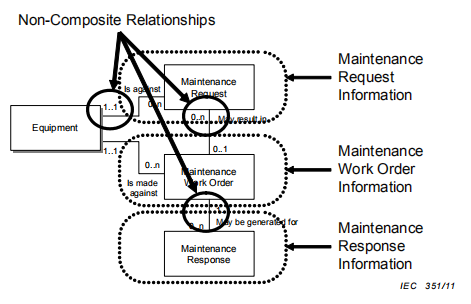 Non-Composite Relationships
Is against
1..1
0..n
Maintenance
Request
Maintenance
Request
Information
Equipment
0..n
May result in
1..1
0..1
0..n
Is made
against
Maintenance
Work Order
Maintenance
Work Order
Information
0..n
May be generated for
Maintenance
Response
Maintenance
Response
Information
IEC 351/11